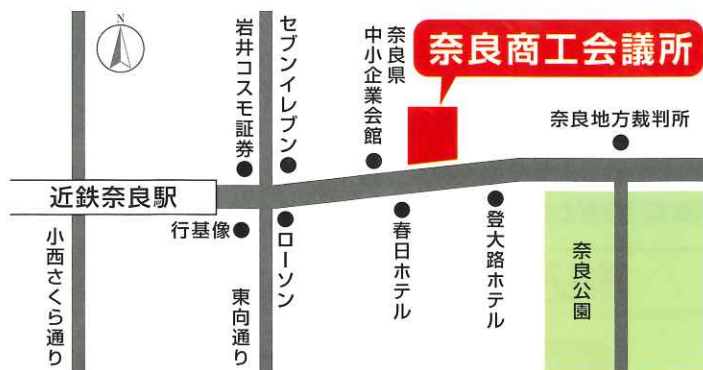 N
岩井コスモ証券
セブンイレブン
奈良県
中小企業会館
奈良商工会議所
奈良地方裁判所
近鉄奈良駅
行基像
ローソン
春日ホテル
登大路ホテル
奈良公園
小西さくら通り
東向通り